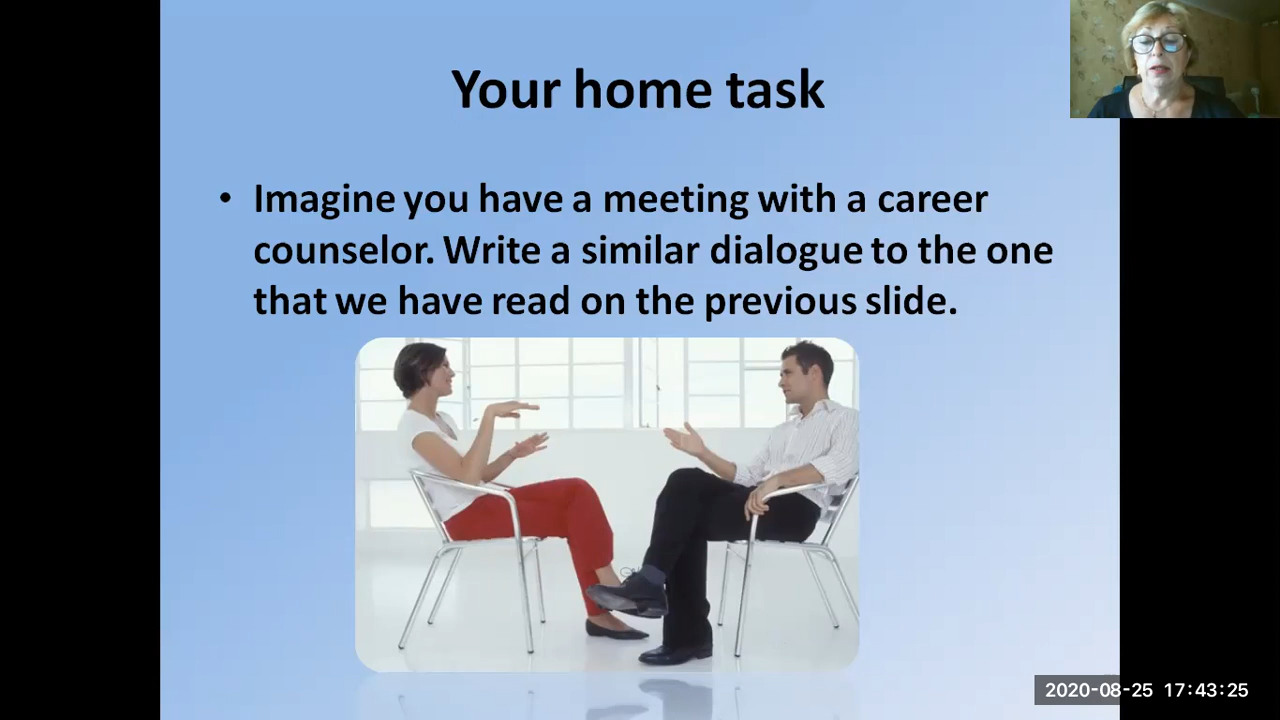 Your home task
• Imagine you have a meeting with a career
counselor. Write a similar dialogue to the one
that we have read on the previous slide.
2020-08-25 17:43:25